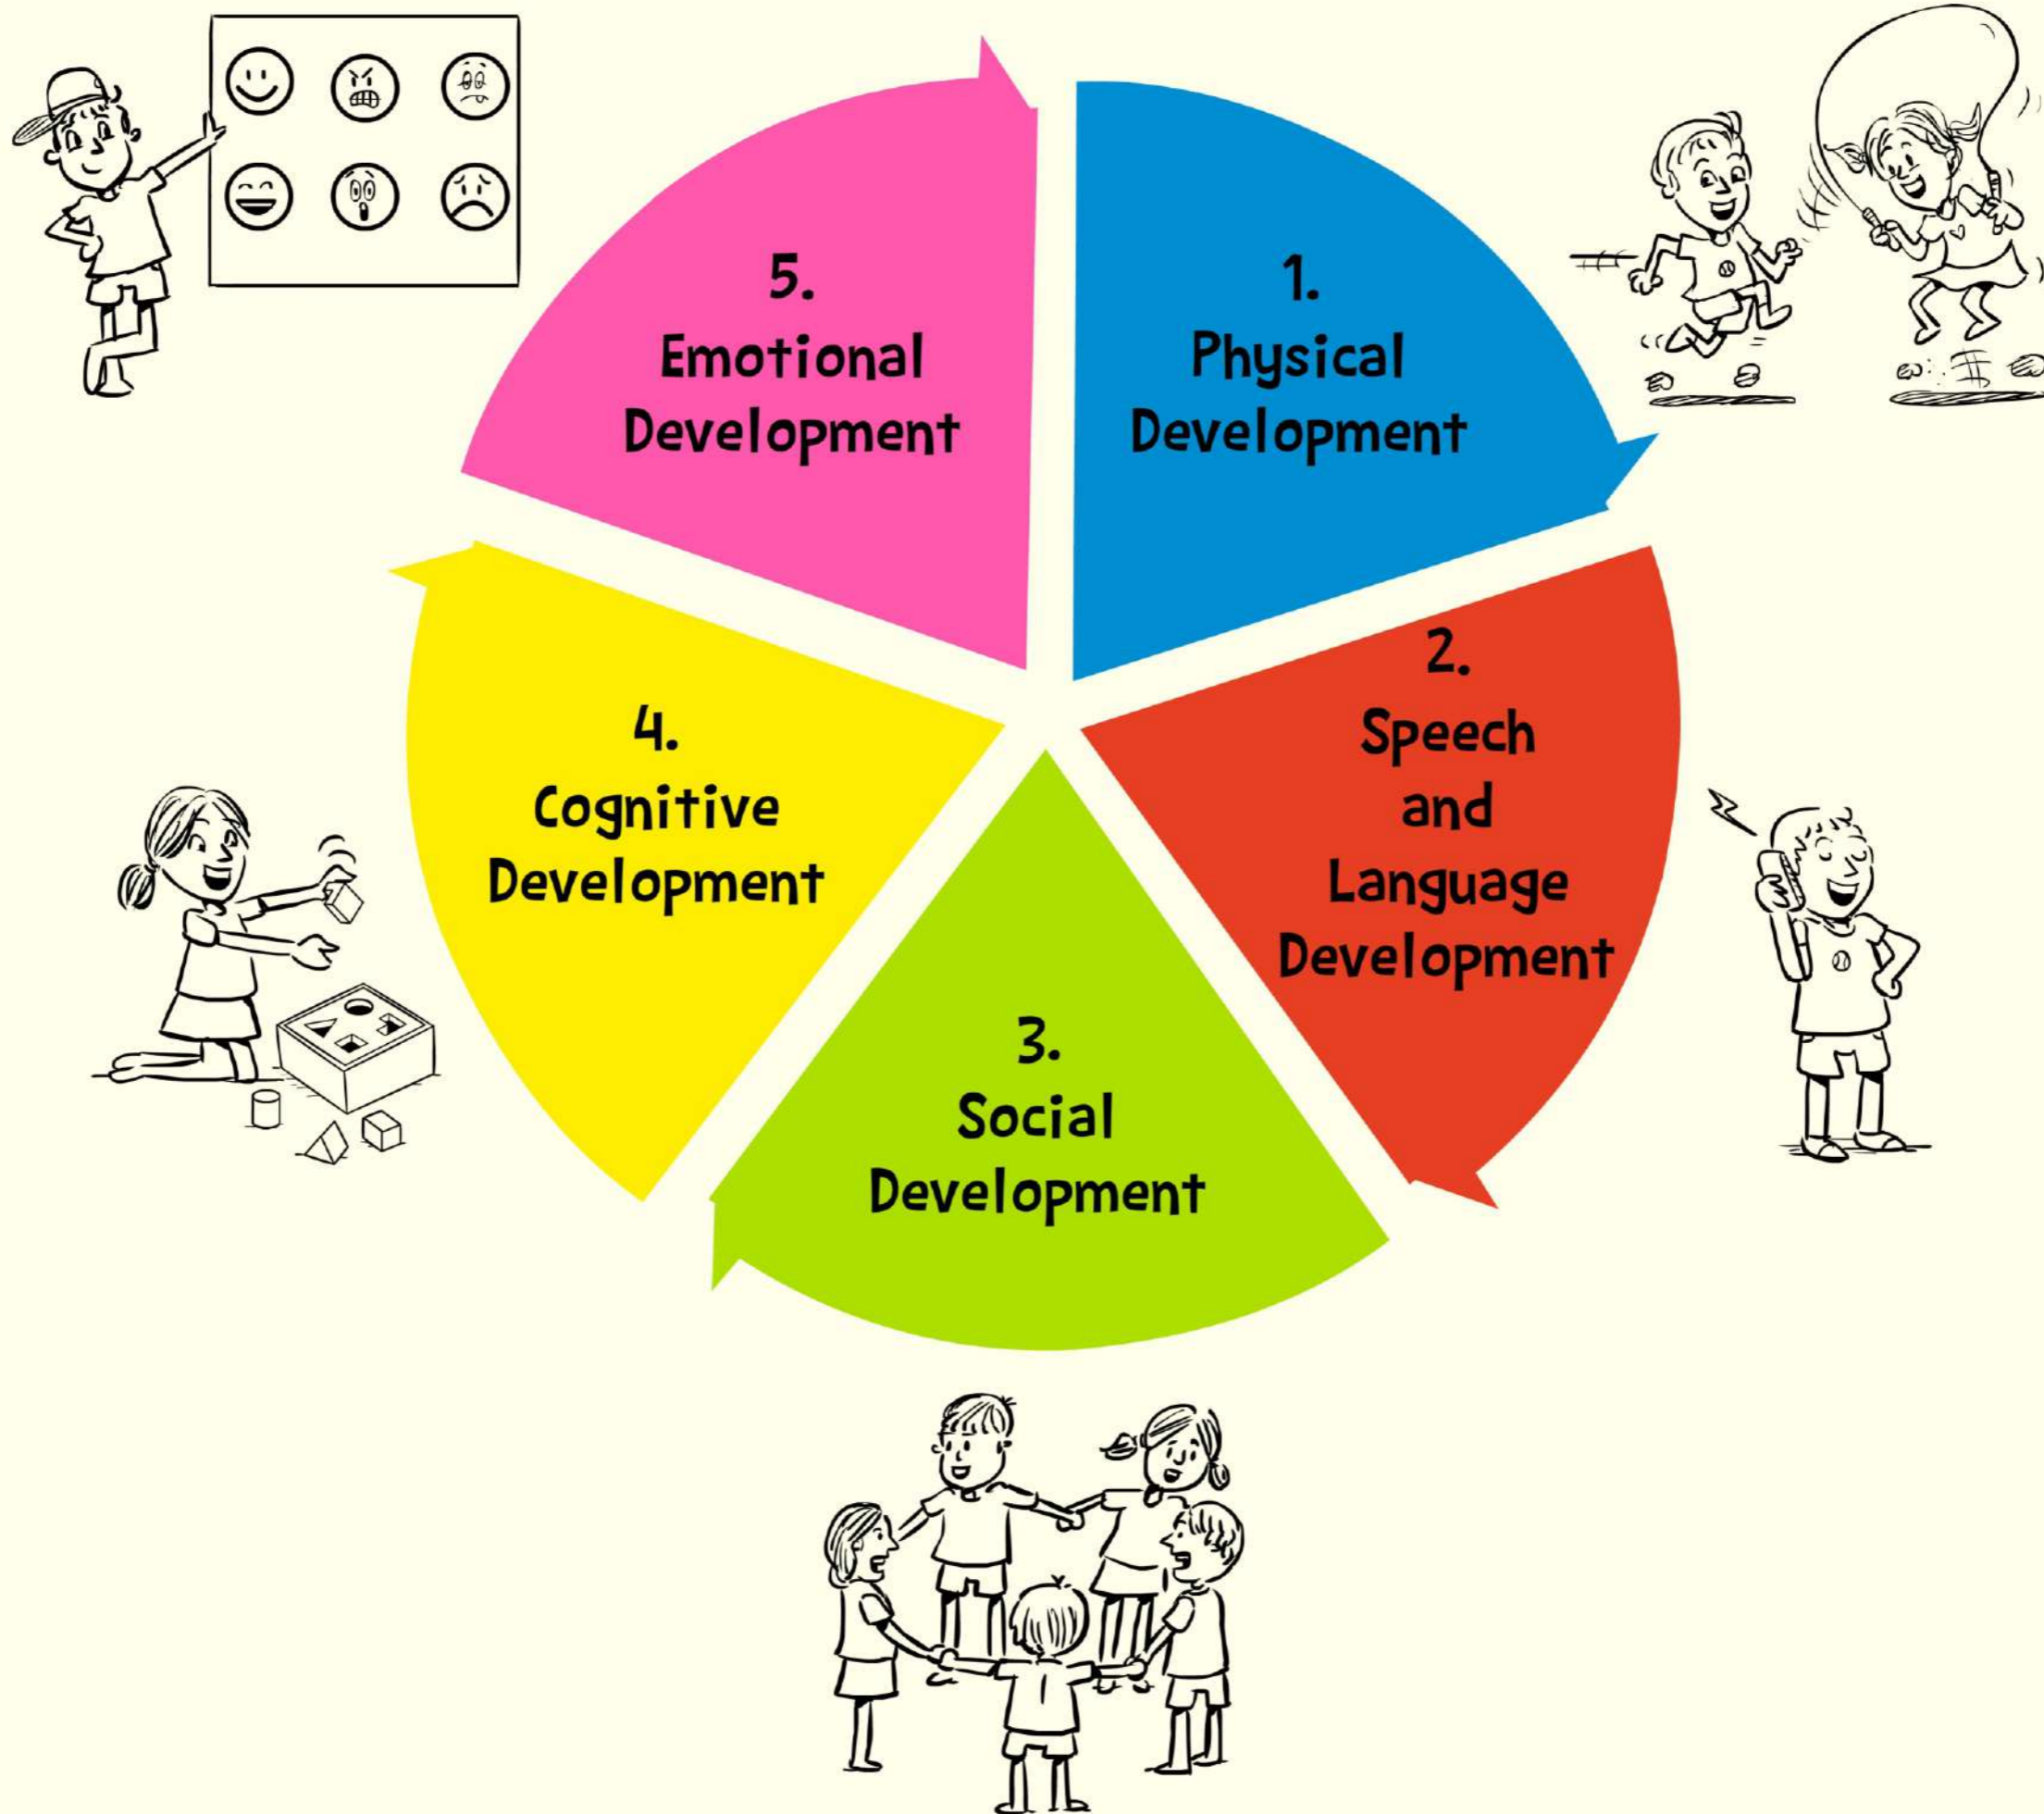 1.
Physical
Development
2.
Speech
and
Language
Development
3.
Social
Development
4.
Cognitive
Development
5.
Emotional
Development